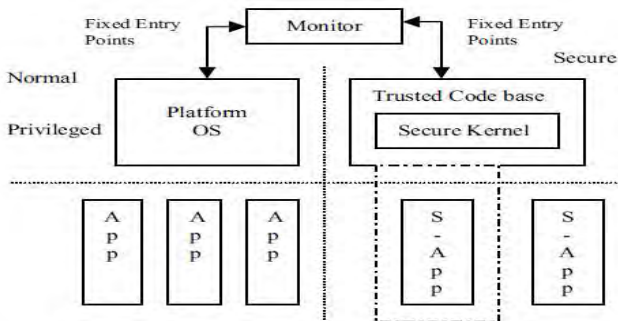 Fixed Entry
Points
Monitor
Fixed Entry
Points
Secure
Normal
Platform
OS
Trusted Code base
Secure Kernel
Privileged
A
p
p
A
p
p
A
p
p
S
-
A
p
p
S
-
A
p
p